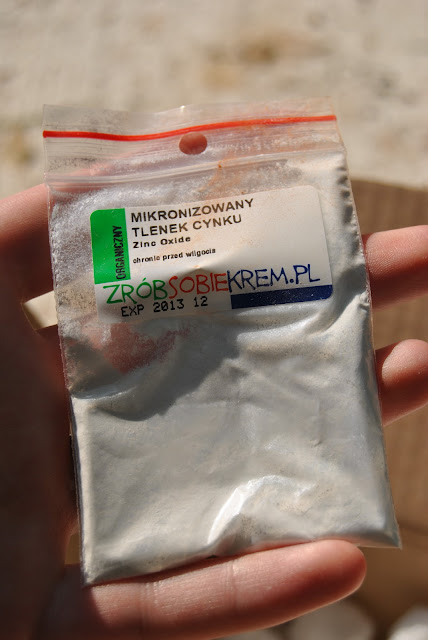 ORGANICZNY
MIKRONIZOWANY
TLENEK CYNKU
Zinc Oxide
chronić przed wilgocią
ZRÓBSOBIEKREM.PL
EXP 2013 12